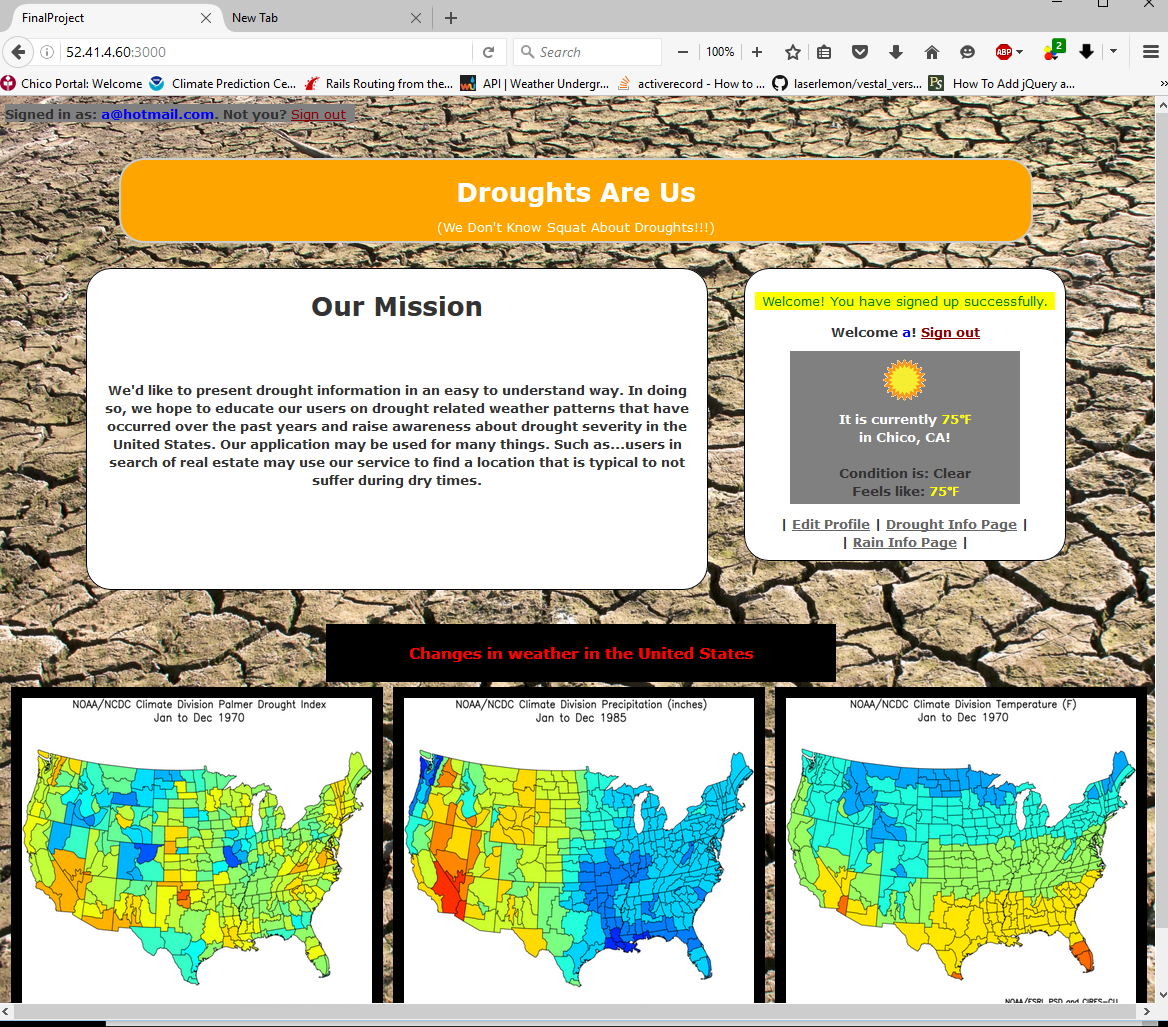 FinalProject
New Tab
52.41.4.60:3000
Search
100%
ABP
2
Chico Portal: Welcome
Climate Prediction Ce...
Rails Routing from the...
API | Weather Undergr...
activerecord - How to ...
laserlemon/vestal_vers...
How To Add jQuery a...
Signed in as: a@hotmail.com. Not you? Sign out
Droughts Are Us
(We Don't Know Squat About Droughts!!!)
Our Mission
We'd like to present drought information in an easy to understand way. In doing
so, we hope to educate our users on drought related weather patterns that have
occurred over the past years and raise awareness about drought severity in the
United States. Our application may be used for many things. Such as...users in
search of real estate may use our service to find a location that is typical to not
suffer during dry times.
Welcome! You have signed up successfully.
Welcome a! Sign out
It is currently 75°F
in Chico, CA!
Condition is: Clear
Feels like: 75°F
| Edit Profile | Drought Info Page |
| Rain Info Page |
Changes in weather in the United States
NOAA/NCDC Climate Division Palmer Drought Index
Jan to Dec 1970
NOAA/NCDC Climate Division Precipitation (inches)
Jan to Dec 1985
NOAA/NCDC Climate Division Temperature (F)
Jan to Dec 1970
NOAA/ESRL PSD and CIRES-CU